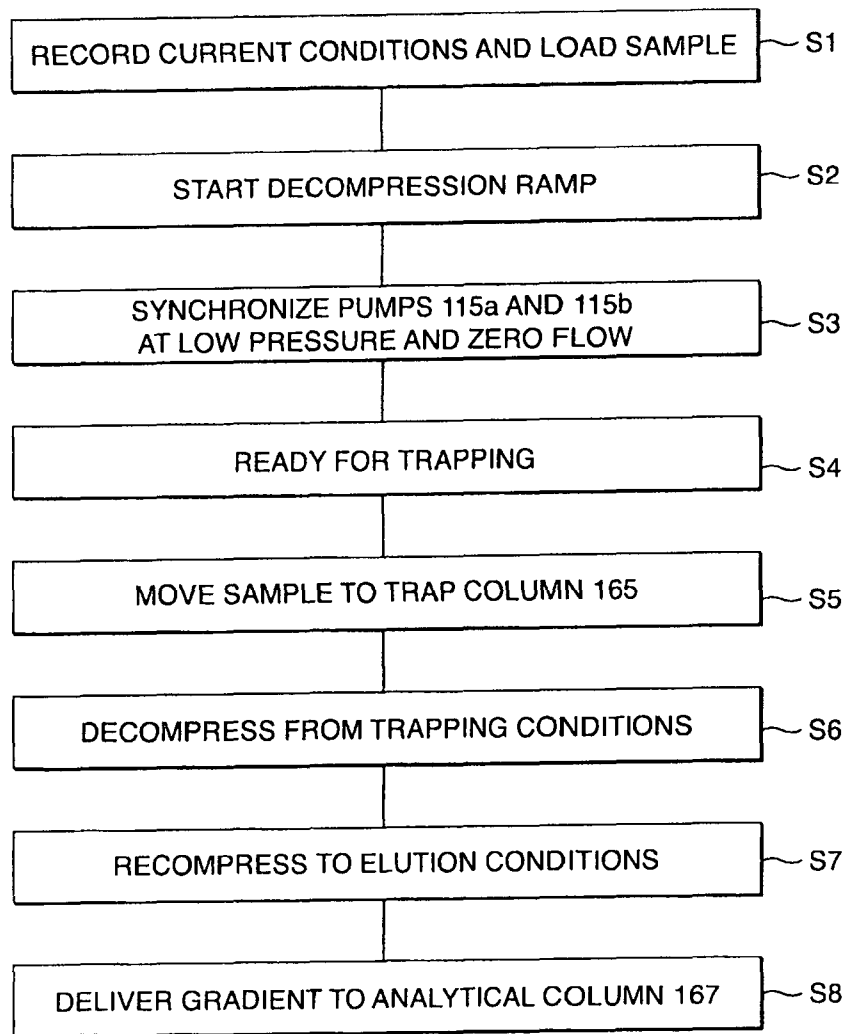 RECORD CURRENT CONDITIONS AND LOAD SAMPLE S1
START DECOMPRESSION RAMP S2
SYNCHRONIZE PUMPS 115a AND 115b
AT LOW PRESSURE AND ZERO FLOW S3
READY FOR TRAPPING S4
MOVE SAMPLE TO TRAP COLUMN 165 S5
DECOMPRESS FROM TRAPPING CONDITIONS S6
RECOMPRESS TO ELUTION CONDITIONS S7
DELIVER GRADIENT TO ANALYTICAL COLUMN 167 S8